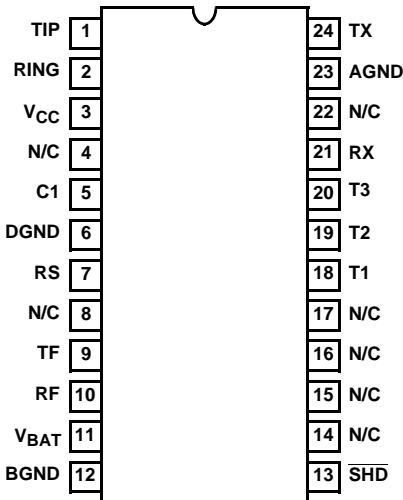 TIP 1 24 TX
RING 2 23 AGND
VCC 3 22 N/C
N/C 4 21 RX
C1 5 20 T3
DGND 6 19 T2
RS 7 18 T1
N/C 8 17 N/C
TF 9 16 N/C
RF 10 15 N/C
VBAT 11 14 N/C
BGND 12 13 S̅H̅D̅